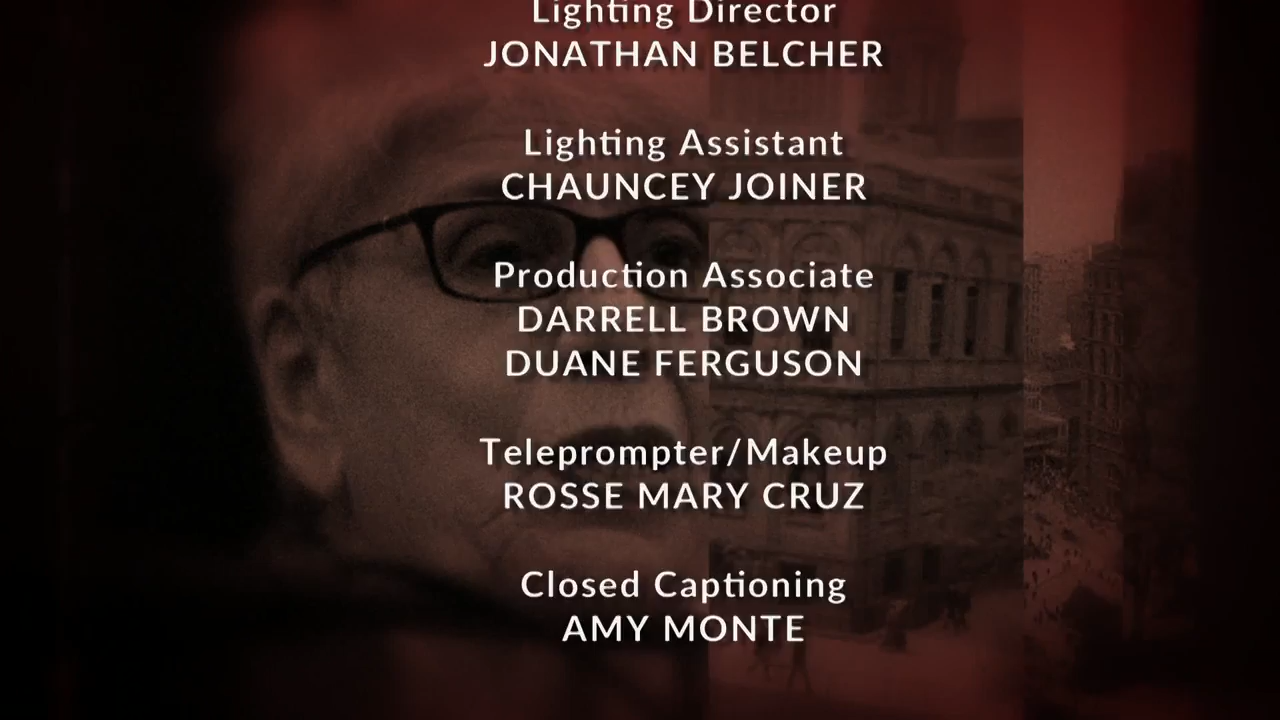 Lighting Director
JONATHAN BELCHER
Lighting Assistant
CHAUNCEY JOINER
Production Associate
DARRELL BROWN
DUANE FERGUSON
Teleprompter/Makeup
ROSSE MARY CRUZ
Closed Captioning
AMY MONTE